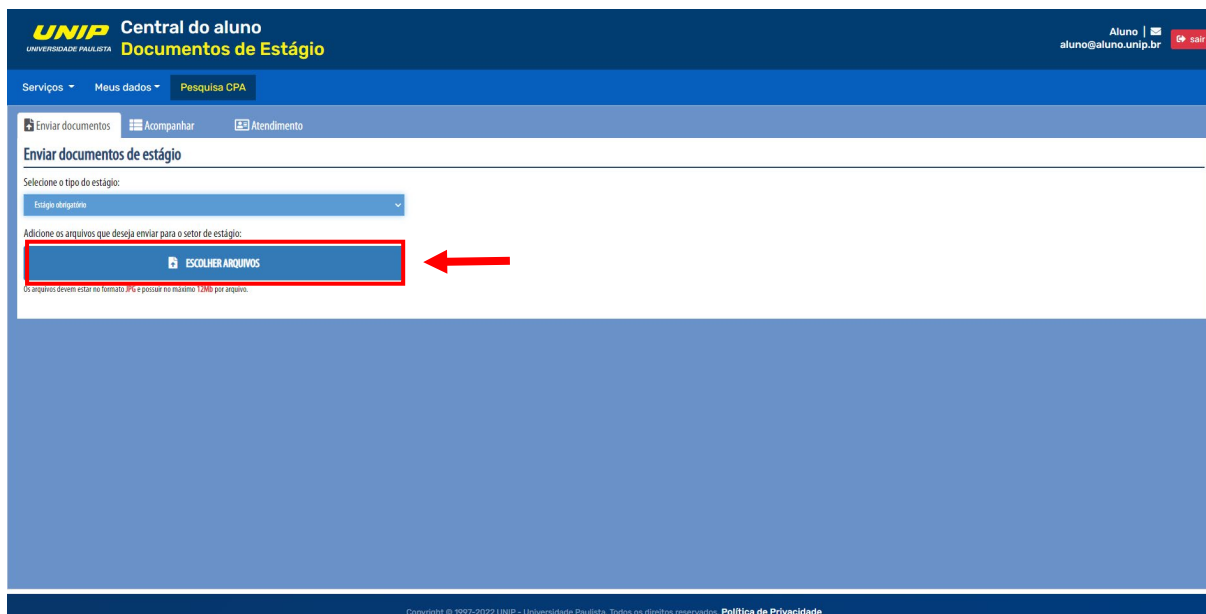 UNIP Central do aluno
UNIVERSIDADE PAULISTA Documentos de Estágio
Aluno |
aluno@aluno.unip.br
sair
Serviços Meus dados Pesquisa CPA
Enviar documentos Acompanhar Atendimento
Enviar documentos de estágio
Selecione o tipo do estágio:
Estágio obrigatório
Adicione os arquivos que deseja enviar para o setor de estágio:
ESCOLHER ARQUIVOS
Os arquivos devem estar no formato JPG e possuir no máximo 12Mb por arquivo.
Copyright © 1997-2022 UNIP - Universidade Paulista. Todos os direitos reservados. Política de Privacidade